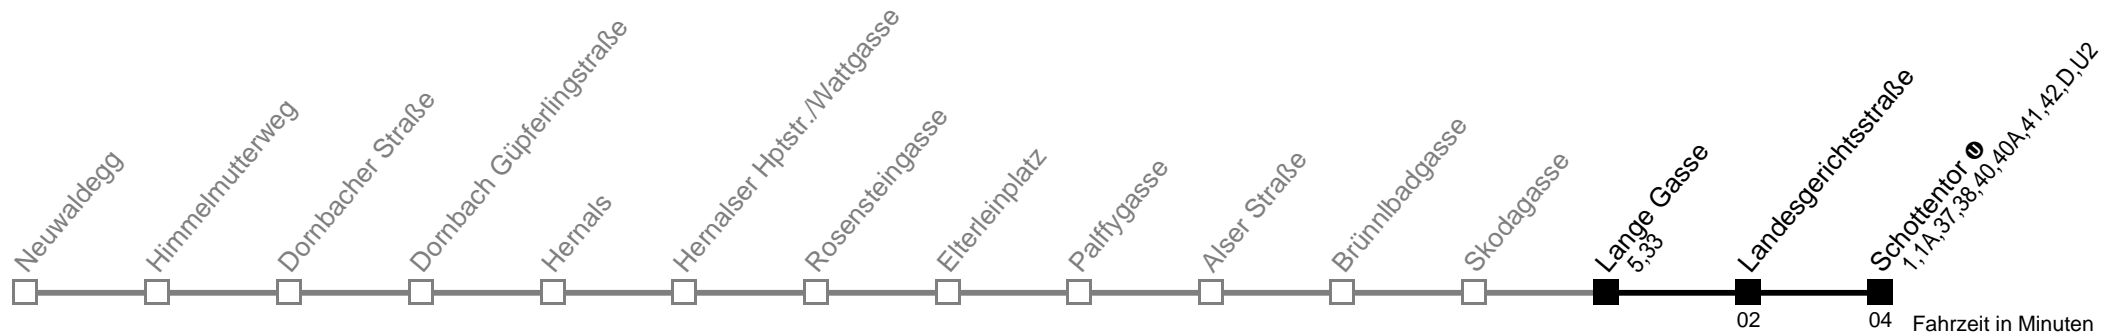 Neuwaldegg
Himmelmutterweg
Dornbacher Straße
Dornbach Güpferlingstraße
Hernals
Hernalser Hptstr./Wattgasse
Rosensteingasse
Elterleinplatz
Palffygasse
Alser Straße
Brünnlbadgasse
Skodagasse
Lange Gasse
5,33
Landesgerichtsstraße
Schottentor U
1,1A,37,38,40,40A,41,42,D,U2
02
04
Fahrzeit in Minuten